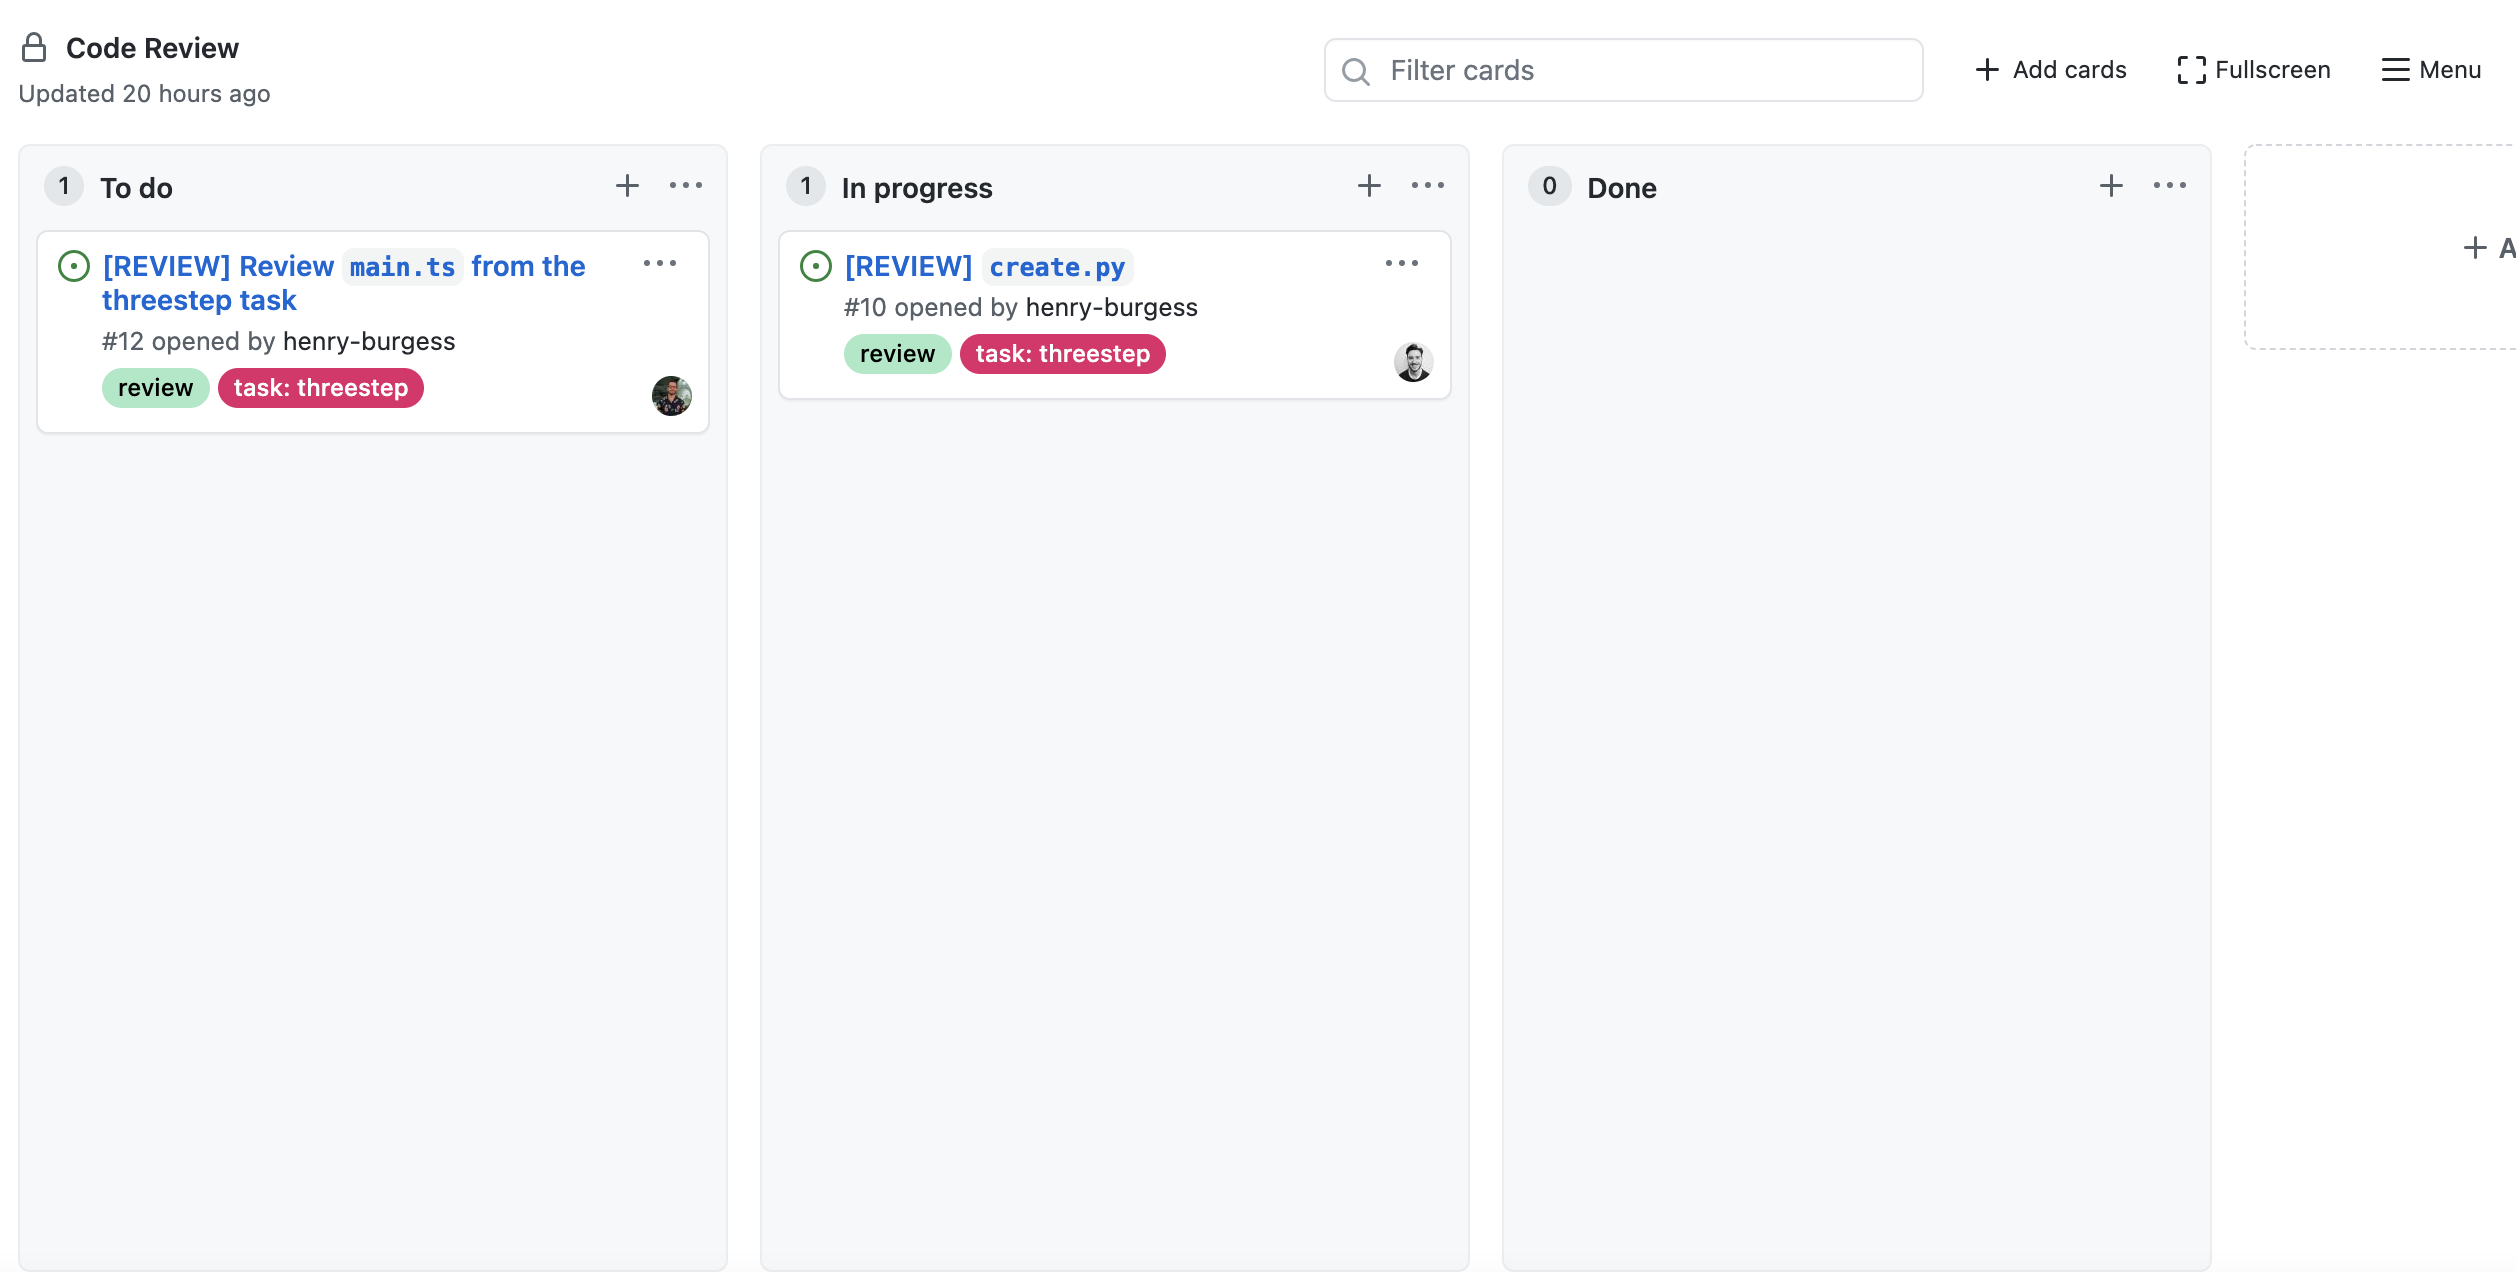 Code Review
Updated 20 hours ago
Filter cards
Add cards
Fullscreen
Menu
1 To do
[REVIEW] Review main.ts from the
threestep task
#12 opened by henry-burgess
review task: threestep
1 In progress
[REVIEW] create.py
#10 opened by henry-burgess
review task: threestep
0 Done